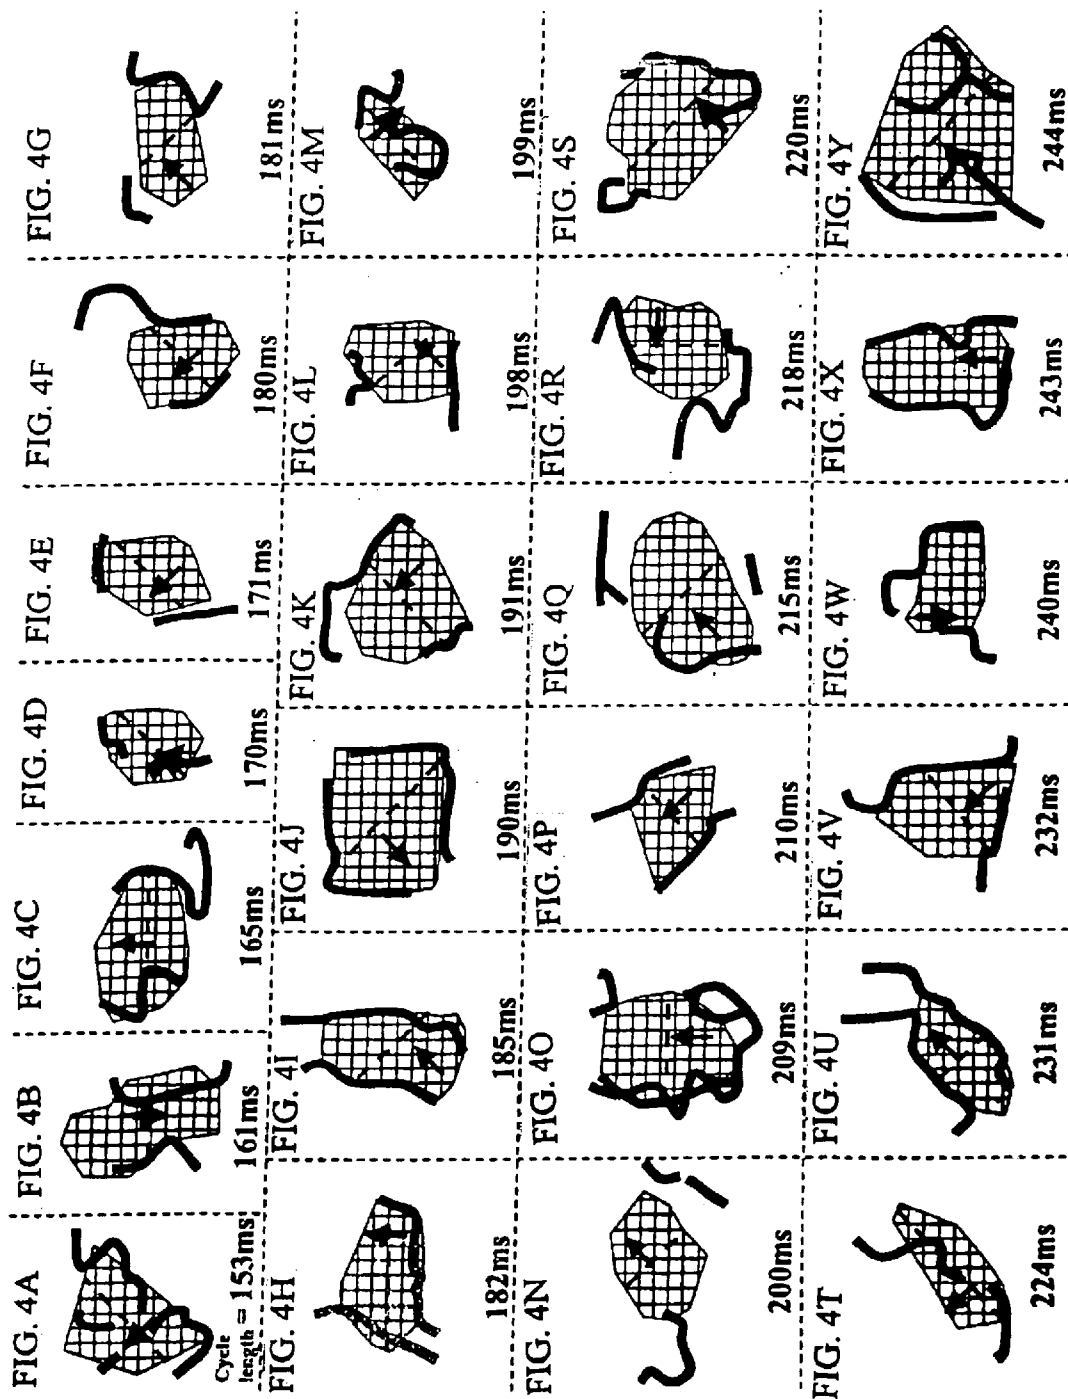 FIG. 4A
Cycle
length = 153ms
FIG. 4B
161ms
FIG. 4C
165ms
FIG. 4D
170ms
FIG. 4E
171ms
FIG. 4F
180ms
FIG. 4G
181ms
FIG. 4H
182ms
FIG. 4I
185ms
FIG. 4J
190ms
FIG. 4K
191ms
FIG. 4L
198ms
FIG. 4M
199ms
FIG. 4N
200ms
FIG. 4O
209ms
FIG. 4P
210ms
FIG. 4Q
215ms
FIG. 4R
218ms
FIG. 4S
220ms
FIG. 4T
224ms
FIG. 4U
231ms
FIG. 4V
232ms
FIG. 4W
240ms
FIG. 4X
243ms
FIG. 4Y
244ms